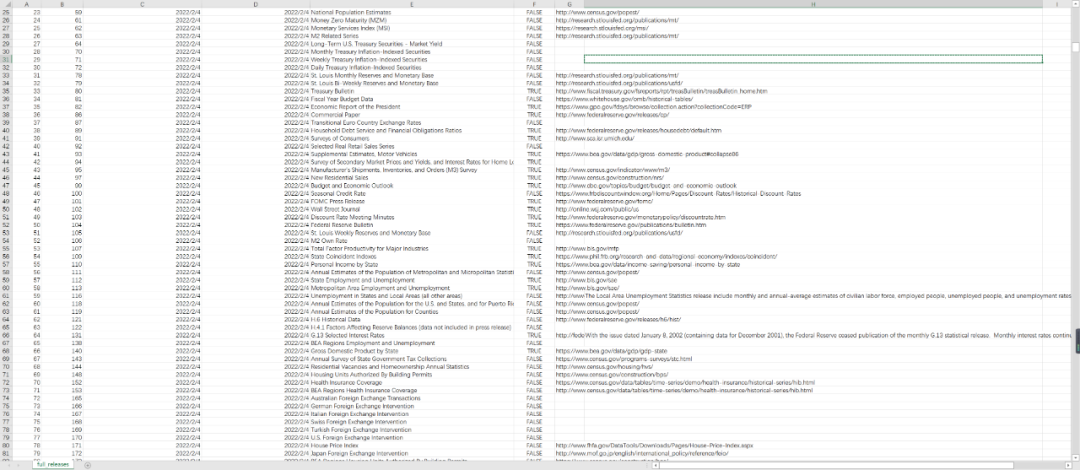 A B C D E F G H I
25 23 59 2022/2/4 2022/2/4 National Population Estimates FALSE http://www.census.gov/popest/
26 24 61 2022/2/4 2022/2/4 Money Zero Maturity (MZM) FALSE http://research.stlouisfed.org/publications/mt/
27 25 62 2022/2/4 2022/2/4 Monetary Services Index (MSI) FALSE https://research.stlouisfed.org/msi/
28 26 63 2022/2/4 2022/2/4 M2 Related Series FALSE http://research.stlouisfed.org/publications/mt/
29 27 64 2022/2/4 2022/2/4 Long-Term U.S. Treasury Securities - Market Yield FALSE
30 28 70 2022/2/4 2022/2/4 Monthly Treasury Inflation-Indexed Securities FALSE
31 29 71 2022/2/4 2022/2/4 Weekly Treasury Inflation-Indexed Securities FALSE
32 30 72 2022/2/4 2022/2/4 Daily Treasury Inflation-Indexed Securities FALSE
33 31 78 2022/2/4 2022/2/4 St. Louis Monthly Reserves and Monetary Base FALSE http://research.stlouisfed.org/publications/mt/
34 32 79 2022/2/4 2022/2/4 St. Louis Bi-Weekly Reserves and Monetary Base FALSE http://research.stlouisfed.org/publications/usfd/
35 33 80 2022/2/4 2022/2/4 Treasury Bulletin TRUE http://www.fiscal.treasury.gov/fsreports/rpt/treasBulletin/treasBulletin_home.htm
36 34 81 2022/2/4 2022/2/4 Fiscal Year Budget Data FALSE https://www.whitehouse.gov/omb/historical-tables/
37 35 82 2022/2/4 2022/2/4 Economic Report of the President TRUE https://www.gpo.gov/fdsys/browse/collection.action?collectionCode=ERP
38 36 86 2022/2/4 2022/2/4 Commercial Paper TRUE http://www.federalreserve.gov/releases/cp/
39 37 87 2022/2/4 2022/2/4 Transitional Euro Country Exchange Rates FALSE
40 38 89 2022/2/4 2022/2/4 Household Debt Service and Financial Obligations Ratios TRUE http://www.federalreserve.gov/releases/housedebt/default.htm
41 39 91 2022/2/4 2022/2/4 Surveys of Consumers TRUE http://www.sca.isr.umich.edu/
42 40 92 2022/2/4 2022/2/4 Selected Real Retail Sales Series FALSE
43 41 93 2022/2/4 2022/2/4 Supplemental Estimates, Motor Vehicles TRUE https://www.bea.gov/data/gdp/gross-domestic-product#collapse86
44 42 94 2022/2/4 2022/2/4 Survey of Secondary Market Prices and Yields, and Interest Rates for Home Lo TRUE
45 43 95 2022/2/4 2022/2/4 Manufacturer's Shipments, Inventories, and Orders (M3) Survey TRUE http://www.census.gov/indicator/www/m3/
46 44 97 2022/2/4 2022/2/4 New Residential Sales TRUE http://www.census.gov/construction/nrs/
47 45 99 2022/2/4 2022/2/4 Budget and Economic Outlook TRUE http://www.cbo.gov/topics/budget/budget-and-economic-outlook
48 46 100 2022/2/4 2022/2/4 Seasonal Credit Rate FALSE https://www.frbdiscountwindow.org/Home/Pages/Discount-Rates/Historical-Discount-Rates
49 47 101 2022/2/4 2022/2/4 FOMC Press Release TRUE http://www.federalreserve.gov/fomc/
50 48 102 2022/2/4 2022/2/4 Wall Street Journal TRUE http://online.wsj.com/public/us
51 49 103 2022/2/4 2022/2/4 Discount Rate Meeting Minutes TRUE http://www.federalreserve.gov/monetarypolicy/discountrate.htm
52 50 104 2022/2/4 2022/2/4 Federal Reserve Bulletin TRUE https://www.federalreserve.gov/publications/bulletin.htm
53 51 105 2022/2/4 2022/2/4 St. Louis Weekly Reserves and Monetary Base FALSE http://research.stlouisfed.org/publications/usfd/
54 52 106 2022/2/4 2022/2/4 M2 Own Rate FALSE
55 53 107 2022/2/4 2022/2/4 Total Factor Productivity for Major Industries TRUE http://www.bls.gov/mfp
56 54 109 2022/2/4 2022/2/4 State Coincident Indexes TRUE https://www.phil.frb.org/research-and-data/regional-economy/indexes/coincident/
57 55 110 2022/2/4 2022/2/4 Personal Income by State TRUE https://www.bea.gov/data/income-saving/personal-income-by-state
58 56 111 2022/2/4 2022/2/4 Annual Estimates of the Population of Metropolitan and Micropolitan Statisti FALSE http://www.census.gov/popest/
59 57 112 2022/2/4 2022/2/4 State Employment and Unemployment TRUE http://www.bls.gov/sae
60 58 113 2022/2/4 2022/2/4 Metropolitan Area Employment and Unemployment TRUE http://www.bls.gov/sae/
61 59 116 2022/2/4 2022/2/4 Unemployment in States and Local Areas (all other areas) FALSE http://www.The Local Area Unemployment Statistics release include monthly and annual-average estimates of civilian labor force, employed people, unemployed people, and unemployment rates
62 60 118 2022/2/4 2022/2/4 Annual Estimates of the Population for the U.S. and States, and for Puerto Ri FALSE http://www.census.gov/popest/
63 61 119 2022/2/4 2022/2/4 Annual Estimates of the Population for Counties FALSE http://www.census.gov/popest/
64 62 121 2022/2/4 2022/2/4 H.6 Historical Data FALSE http://www.federalreserve.gov/releases/h6/hist/
65 63 122 2022/2/4 2022/2/4 H.4.1 Factors Affecting Reserve Balances (data not included in press release) FALSE
66 64 131 2022/2/4 2022/2/4 G.13 Selected Interest Rates TRUE http://fedeWith the issue dated January 8, 2002 (containing data for December 2001), the Federal Reserve ceased publication of the monthly G.13 statistical release. Monthly interest rates contin
67 65 138 2022/2/4 2022/2/4 BEA Regions Employment and Unemployment FALSE
68 66 140 2022/2/4 2022/2/4 Gross Domestic Product by State TRUE https://www.bea.gov/data/gdp/gdp-state
69 67 143 2022/2/4 2022/2/4 Annual Survey of State Government Tax Collections FALSE https://www.census.gov/programs-surveys/stc.html
70 68 144 2022/2/4 2022/2/4 Residential Vacancies and Homeownership Annual Statistics FALSE https://www.census.gov/housing/hvs/
71 69 148 2022/2/4 2022/2/4 Housing Units Authorized By Building Permits FALSE https://www.census.gov/construction/bps/
72 70 152 2022/2/4 2022/2/4 Health Insurance Coverage FALSE https://www.census.gov/data/tables/time-series/demo/health-insurance/historical-series/hib.html
73 71 153 2022/2/4 2022/2/4 BEA Regions Health Insurance Coverage FALSE http://www.census.gov/data/tables/time-series/demo/health-insurance/historical-series/hib.html
74 72 165 2022/2/4 2022/2/4 Australian Foreign Exchange Transactions FALSE
75 73 166 2022/2/4 2022/2/4 German Foreign Exchange Intervention FALSE
76 74 167 2022/2/4 2022/2/4 Italian Foreign Exchange Intervention FALSE
77 75 168 2022/2/4 2022/2/4 Swiss Foreign Exchange Intervention FALSE
78 76 169 2022/2/4 2022/2/4 Turkish Foreign Exchange Intervention FALSE
79 77 170 2022/2/4 2022/2/4 U.S. Foreign Exchange Intervention FALSE
80 78 171 2022/2/4 2022/2/4 House Price Index FALSE http://www.fhfa.gov/DataTools/Downloads/Pages/House-Price-Index.aspx
81 79 172 2022/2/4 2022/2/4 Japan Foreign Exchange Intervention FALSE http://www.mof.go.jp/english/international_policy/reference/feio/
full_releases